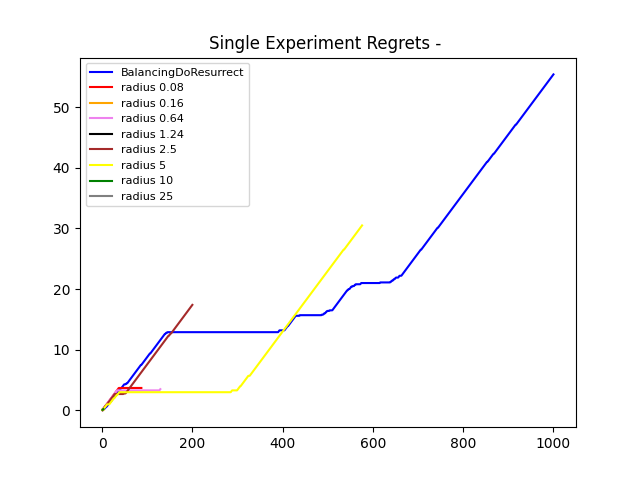 Single Experiment Regrets -
BalancingDoResurrect
radius 0.08
radius 0.16
radius 0.64
radius 1.24
radius 2.5
radius 5
radius 10
radius 25
50
40
30
20
10
0
0 200 400 600 800 1000